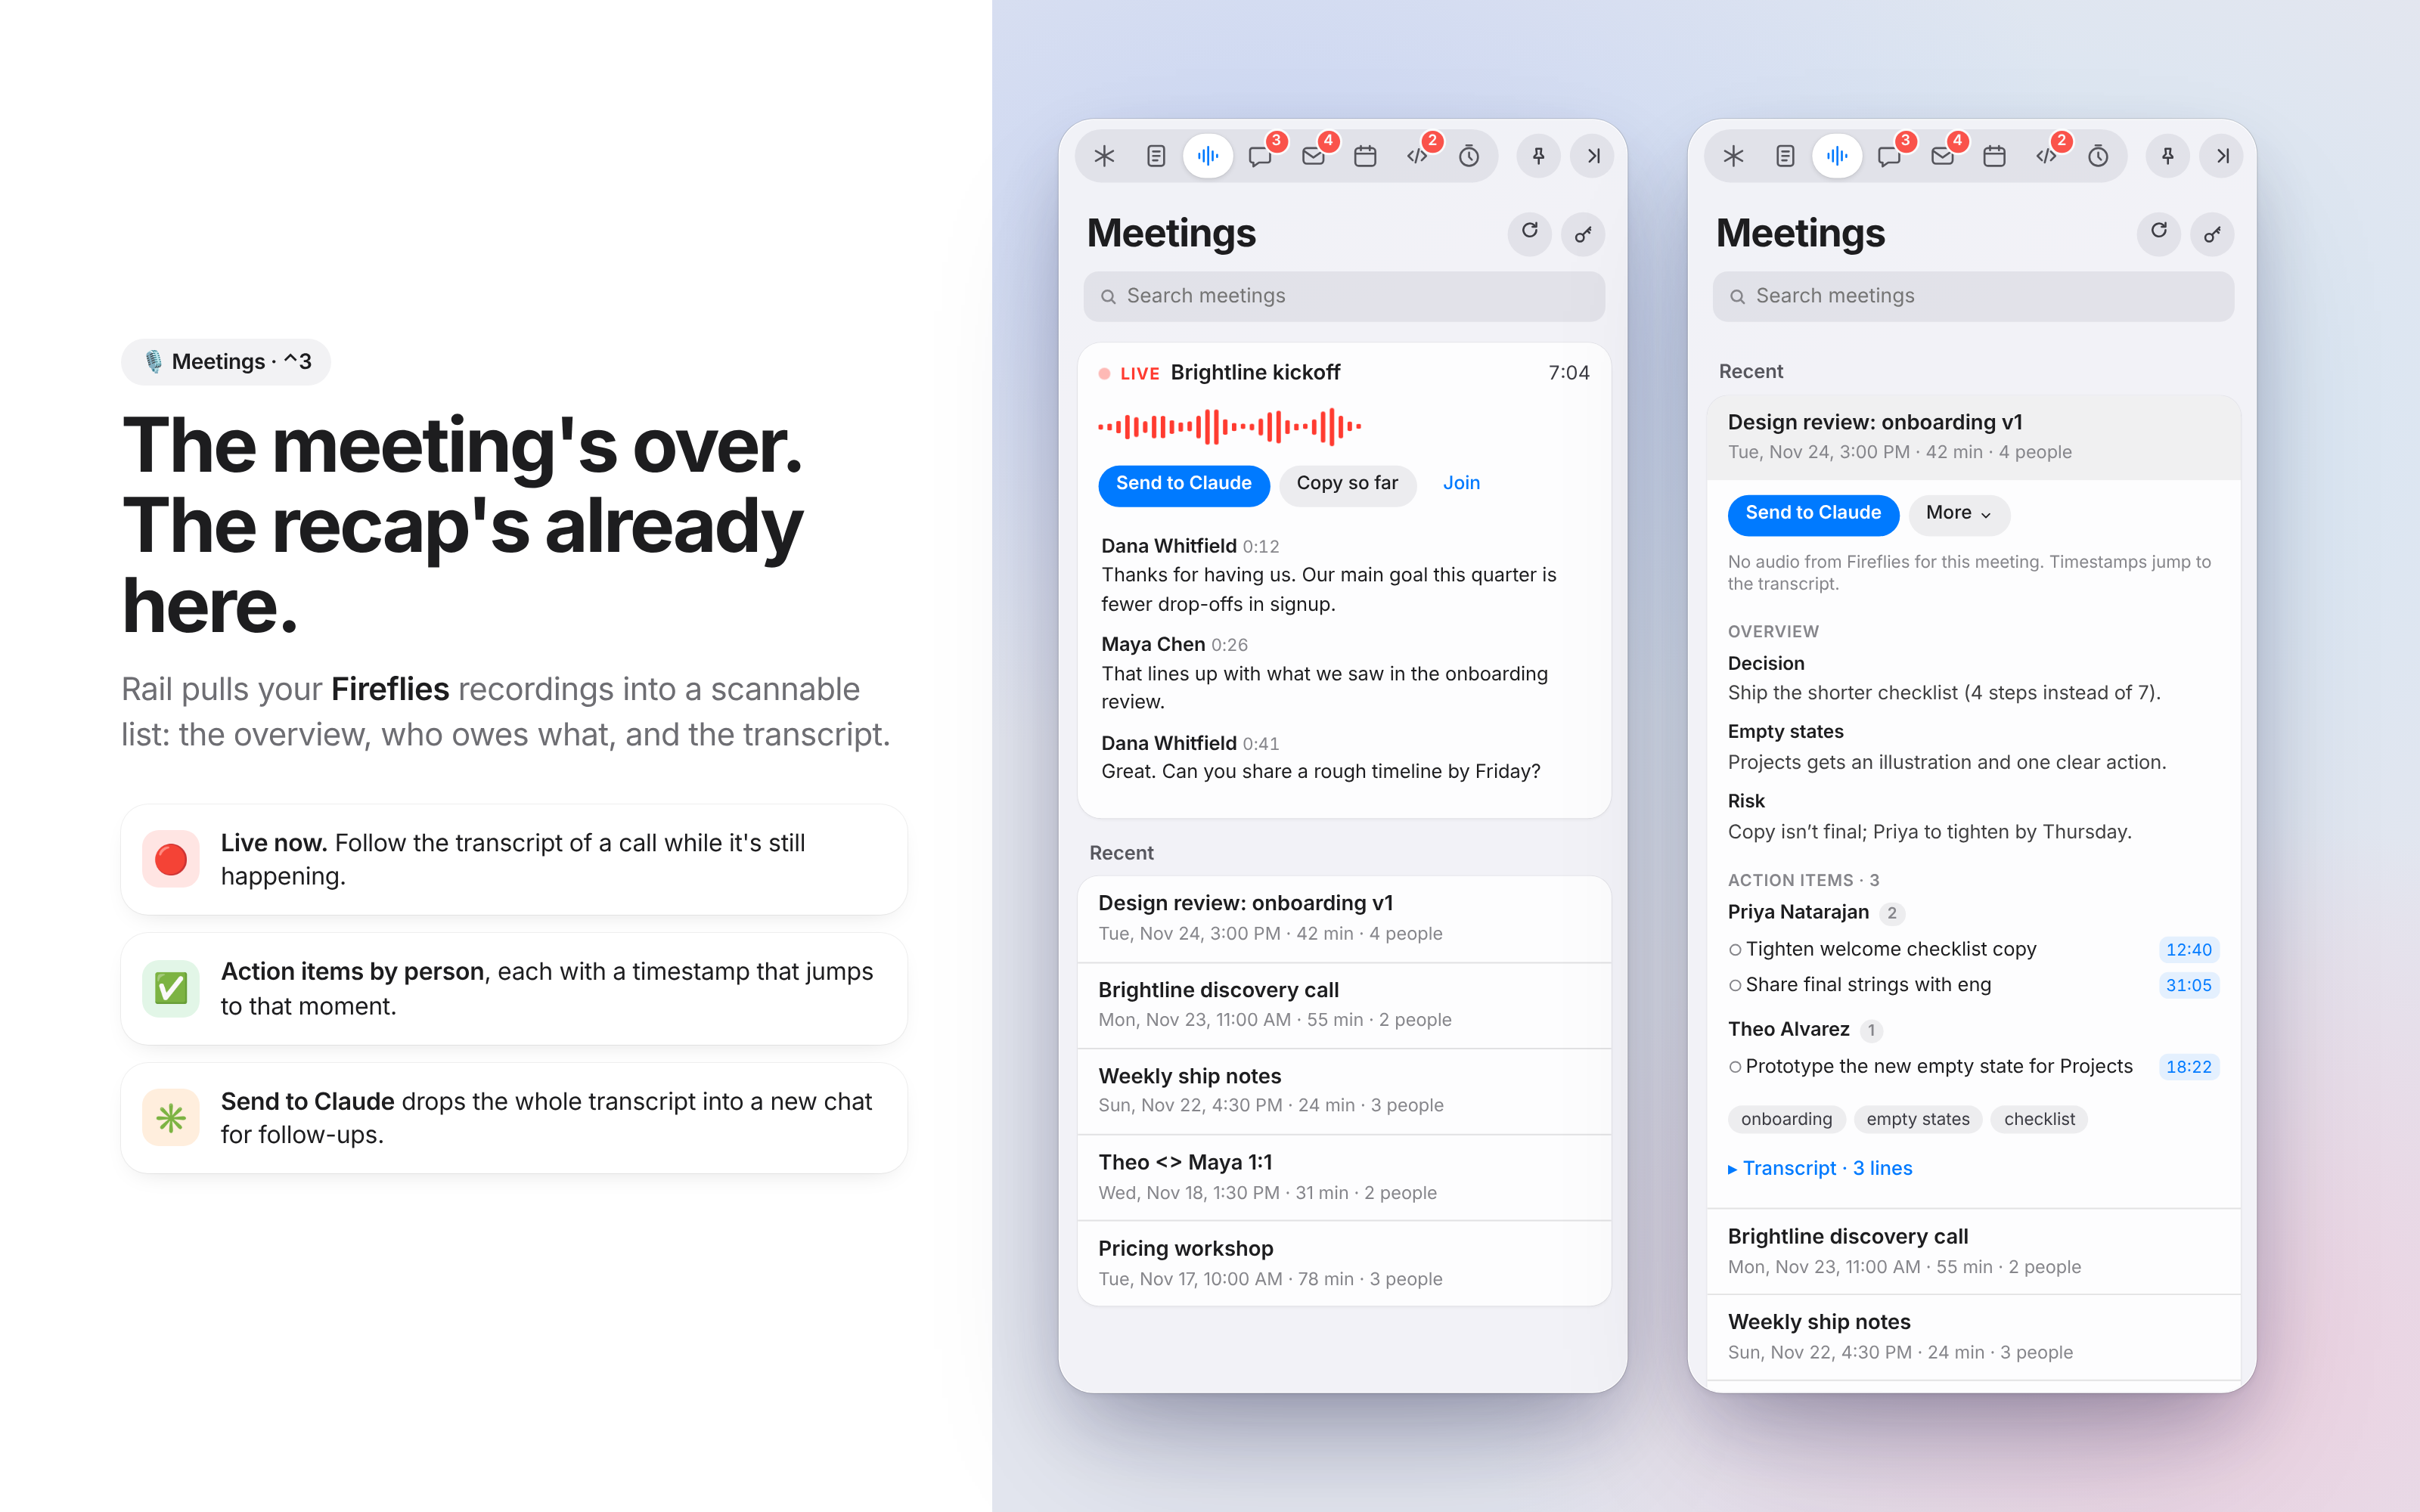 🎙️ Meetings · ^3
The meeting's over.
The recap's already
here.
Rail pulls your Fireflies recordings into a scannable
list: the overview, who owes what, and the transcript.
Live now. Follow the transcript of a call while it's still
happening.
Action items by person, each with a timestamp that jumps
to that moment.
Send to Claude drops the whole transcript into a new chat
for follow-ups.
3 4 2
Meetings
Search meetings
LIVE Brightline kickoff 7:04
Send to Claude Copy so far Join
Dana Whitfield 0:12
Thanks for having us. Our main goal this quarter is
fewer drop-offs in signup.
Maya Chen 0:26
That lines up with what we saw in the onboarding
review.
Dana Whitfield 0:41
Great. Can you share a rough timeline by Friday?
Recent
Design review: onboarding v1
Tue, Nov 24, 3:00 PM · 42 min · 4 people
Brightline discovery call
Mon, Nov 23, 11:00 AM · 55 min · 2 people
Weekly ship notes
Sun, Nov 22, 4:30 PM · 24 min · 3 people
Theo <> Maya 1:1
Wed, Nov 18, 1:30 PM · 31 min · 2 people
Pricing workshop
Tue, Nov 17, 10:00 AM · 78 min · 3 people
3 4 2
Meetings
Search meetings
Recent
Design review: onboarding v1
Tue, Nov 24, 3:00 PM · 42 min · 4 people
Send to Claude More
No audio from Fireflies for this meeting. Timestamps jump to
the transcript.
OVERVIEW
Decision
Ship the shorter checklist (4 steps instead of 7).
Empty states
Projects gets an illustration and one clear action.
Risk
Copy isn’t final; Priya to tighten by Thursday.
ACTION ITEMS · 3
Priya Natarajan 2
Tighten welcome checklist copy 12:40
Share final strings with eng 31:05
Theo Alvarez 1
Prototype the new empty state for Projects 18:22
onboarding empty states checklist
▸ Transcript · 3 lines
Brightline discovery call
Mon, Nov 23, 11:00 AM · 55 min · 2 people
Weekly ship notes
Sun, Nov 22, 4:30 PM · 24 min · 3 people